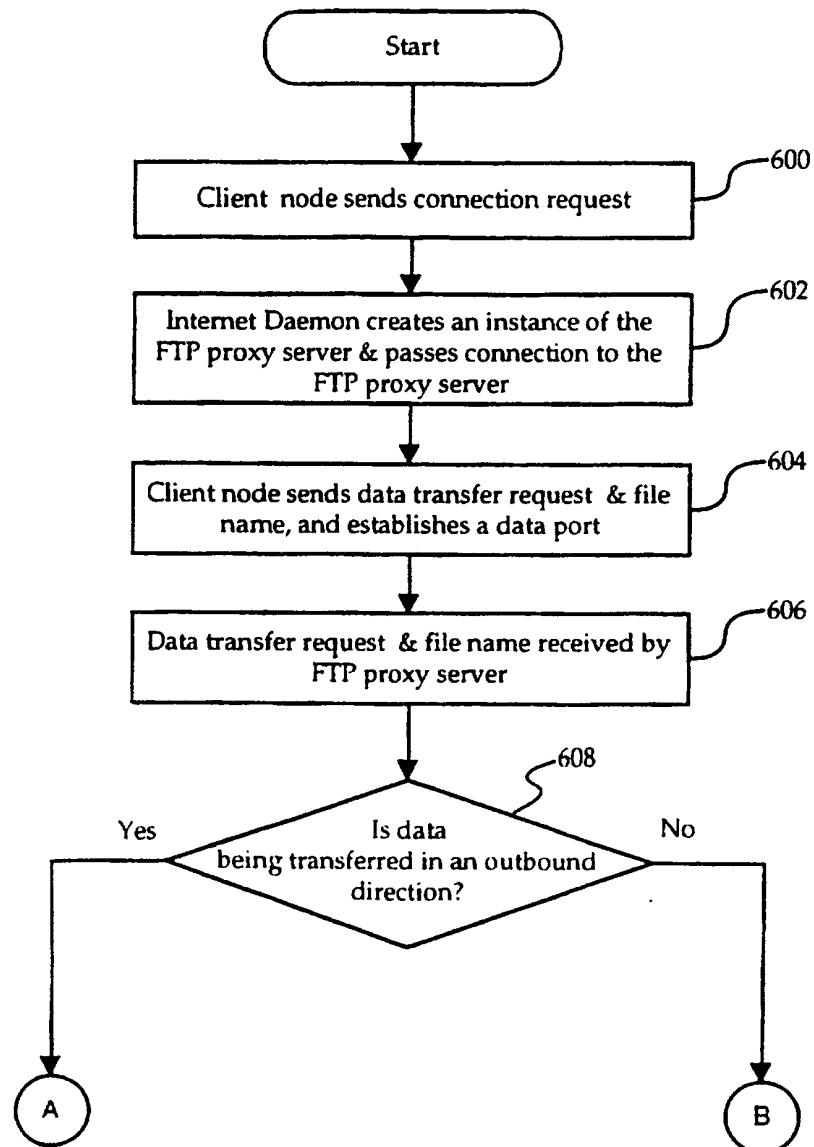 Start
600
Client node sends connection request
602
Internet Daemon creates an instance of the
FTP proxy server & passes connection to the
FTP proxy server
604
Client node sends data transfer request & file
name, and establishes a data port
606
Data transfer request & file name received by
FTP proxy server
608
Yes
Is data
being transferred in an outbound
direction?
No
A
B